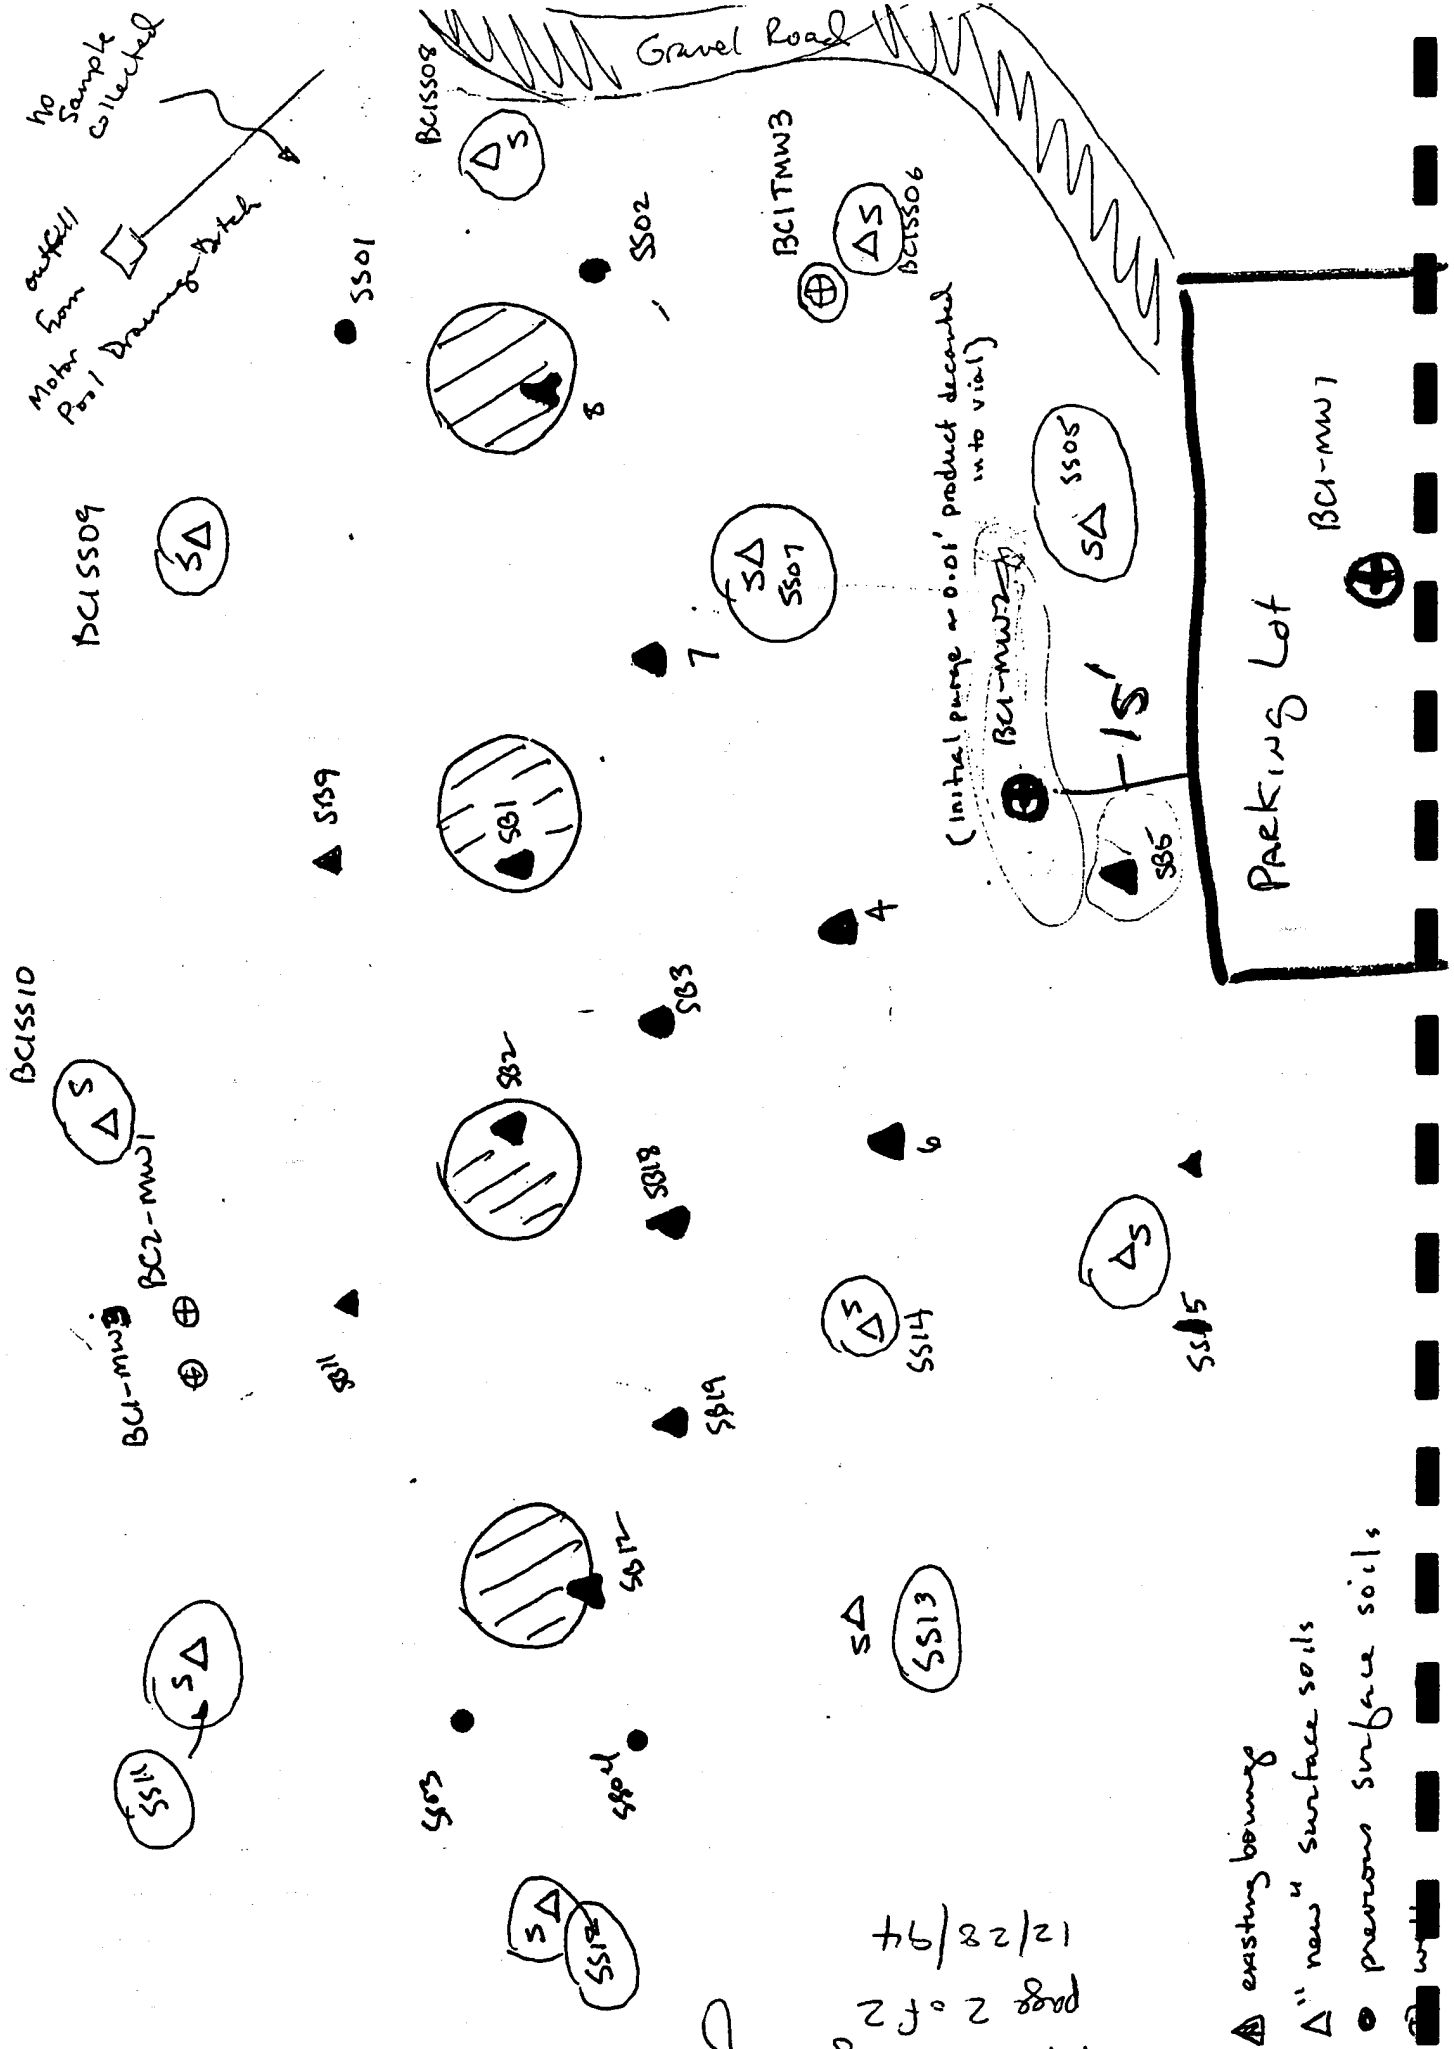 no
Sample
collected
outfall
from
Motor
Pool Drainage Ditch
Gravel Road
BC1SS08
S
SS01
SS02
BC1TMW3
S
BC1SS06
8
BC1SS09
S
S
SS07
7
(Initial purge ~ 0.01' product decanted
into vial)
BC1-MW2
S
SS05
15'
SB5
PARKING Lot
BC1-MW1
SB9
SB1
4
SB3
BC1SS10
S
BC2-MW1
BC1-MW3
SB2
SB18
6
SB11
S
SS14
S
SS15
SB19
SB12
S
SS11
S
SS13
SS03
SS04
S
SS12
12/28/94
page 2 of 2
existing borings
"new" surface soils
previous surface soils